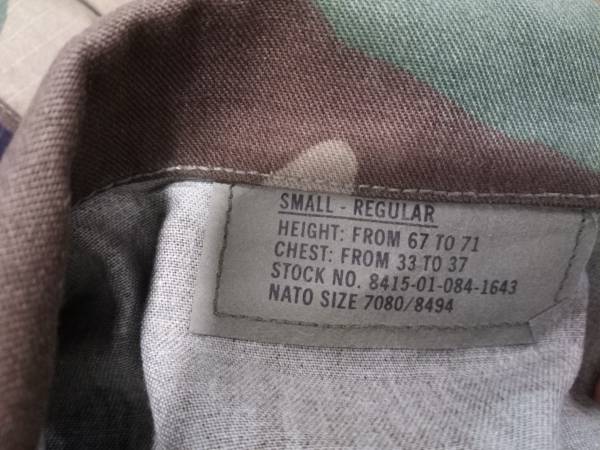 SMALL - REGULAR
HEIGHT: FROM 67 TO 71
CHEST: FROM 33 TO 37
STOCK NO. 8415-01-084-1643
NATO SIZE 7080/8494